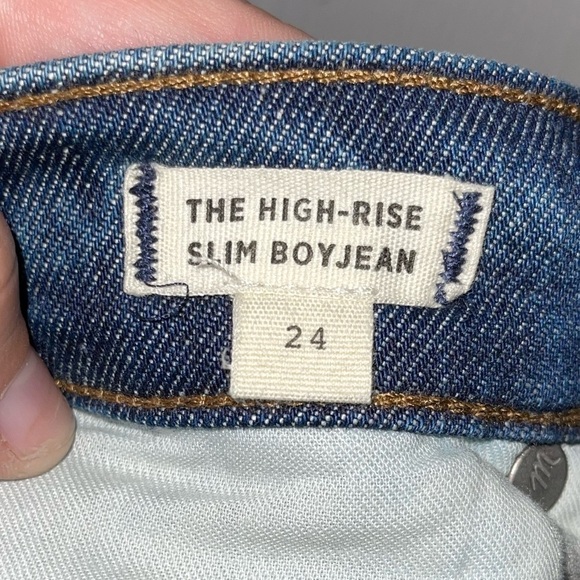 THE HIGH-RISE
SLIM BOYJEAN
24
m